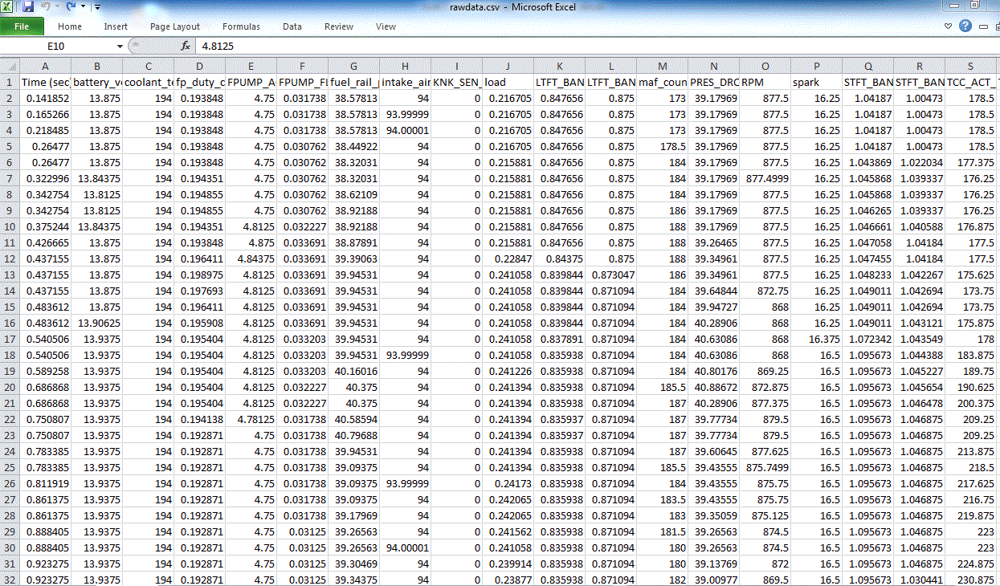 rawdata.csv - Microsoft Excel
File Home Insert Page Layout Formulas Data Review View
E10 fx 4.8125
A B C D E F G H I J K L M N O P Q R S
1 Time (sec battery_vo coolant_te fp_duty_c FPUMP_A FPUMP_FL fuel_rail_p intake_air KNK_SEN_ load LTFT_BAN LTFT_BAN maf_coun PRES_DRO RPM spark STFT_BAN STFT_BAN TCC_ACT_
2 0.141852 13.875 194 0.193848 4.75 0.031738 38.57813 94 0 0.216705 0.847656 0.875 173 39.17969 877.5 16.25 1.04187 1.00473 178.5
3 0.165266 13.875 194 0.193848 4.75 0.031738 38.57813 93.99999 0 0.216705 0.847656 0.875 173 39.17969 877.5 16.25 1.04187 1.00473 178.5
4 0.218485 13.875 194 0.193848 4.75 0.031738 38.57813 94.00001 0 0.216705 0.847656 0.875 173 39.17969 877.5 16.25 1.04187 1.00473 178.5
5 0.26477 13.875 194 0.193848 4.75 0.030762 38.44922 94 0 0.216705 0.847656 0.875 178.5 39.17969 877.5 16.25 1.04187 1.00473 178.5
6 0.26477 13.875 194 0.193848 4.75 0.030762 38.32031 94 0 0.215881 0.847656 0.875 184 39.17969 877.5 16.25 1.043869 1.022034 177.375
7 0.322996 13.84375 194 0.194351 4.75 0.030762 38.32031 94 0 0.215881 0.847656 0.875 184 39.17969 877.4999 16.25 1.045868 1.039337 176.25
8 0.342754 13.8125 194 0.194855 4.75 0.030762 38.62109 94 0 0.215881 0.847656 0.875 184 39.17969 877.5 16.25 1.045868 1.039337 176.25
9 0.342754 13.8125 194 0.194855 4.75 0.030762 38.92188 94 0 0.215881 0.847656 0.875 186 39.17969 877.5 16.25 1.046265 1.039337 176.25
10 0.375244 13.84375 194 0.194351 4.8125 0.032227 38.92188 94 0 0.215881 0.847656 0.875 188 39.17969 877.5 16.25 1.046661 1.040588 176.875
11 0.426665 13.875 194 0.193848 4.875 0.033691 38.87891 94 0 0.215881 0.847656 0.875 188 39.26465 877.5 16.25 1.047058 1.04184 177.5
12 0.437155 13.875 194 0.196411 4.84375 0.033691 39.39063 94 0 0.22847 0.84375 0.875 188 39.34961 877.5 16.25 1.047455 1.04184 177.5
13 0.437155 13.875 194 0.198975 4.8125 0.033691 39.94531 94 0 0.241058 0.839844 0.873047 186 39.34961 877.5 16.25 1.048233 1.042267 175.625
14 0.437155 13.875 194 0.197693 4.8125 0.033691 39.94531 94 0 0.241058 0.839844 0.871094 184 39.64844 872.75 16.25 1.049011 1.042694 173.75
15 0.483612 13.875 194 0.196411 4.8125 0.033691 39.94531 94 0 0.241058 0.839844 0.871094 184 39.94727 868 16.25 1.049011 1.042694 173.75
16 0.483612 13.90625 194 0.195908 4.8125 0.033691 39.94531 94 0 0.241058 0.839844 0.871094 184 40.28906 868 16.25 1.049011 1.043121 175.875
17 0.540506 13.9375 194 0.195404 4.8125 0.033203 39.94531 94 0 0.241058 0.837891 0.871094 184 40.63086 868 16.375 1.072342 1.043549 178
18 0.540506 13.9375 194 0.195404 4.8125 0.033203 39.94531 93.99999 0 0.241058 0.835938 0.871094 184 40.63086 868 16.5 1.095673 1.044388 183.875
19 0.589258 13.9375 194 0.195404 4.8125 0.033203 40.16016 94 0 0.241226 0.835938 0.871094 184 40.80176 869.25 16.5 1.095673 1.045227 189.75
20 0.686868 13.9375 194 0.195404 4.8125 0.032227 40.375 94 0 0.241394 0.835938 0.871094 185.5 40.88672 872.875 16.5 1.095673 1.045654 190.625
21 0.686868 13.9375 194 0.195404 4.8125 0.032227 40.375 94 0 0.241394 0.835938 0.871094 187 40.28906 877.375 16.5 1.095673 1.046478 200.375
22 0.750807 13.9375 194 0.194138 4.78125 0.031738 40.58594 94 0 0.241394 0.835937 0.871094 187 39.77734 879.5 16.5 1.095673 1.046875 209.25
23 0.750807 13.9375 194 0.192871 4.75 0.031738 40.79688 94 0 0.241394 0.835938 0.871094 187 39.77734 879.5 16.5 1.095673 1.046875 209.25
24 0.783385 13.9375 194 0.192871 4.75 0.031738 39.94531 94 0 0.241394 0.835938 0.871094 187 39.60645 877.625 16.5 1.095673 1.046875 213.875
25 0.783385 13.9375 194 0.192871 4.75 0.031738 39.09375 94 0 0.241394 0.835938 0.871094 185.5 39.43555 875.7499 16.5 1.095673 1.046875 218.5
26 0.811919 13.9375 194 0.192871 4.75 0.031738 39.09375 93.99999 0 0.24173 0.835938 0.871094 184 39.43555 875.75 16.5 1.095673 1.046875 217.625
27 0.861375 13.9375 194 0.192871 4.75 0.031738 39.09375 94 0 0.242065 0.835938 0.871094 183.5 39.43555 875.75 16.5 1.095673 1.046875 216.75
28 0.861375 13.9375 194 0.192871 4.75 0.031738 39.17969 94 0 0.242065 0.835938 0.871094 183 39.35059 875.125 16.5 1.095673 1.046875 219.875
29 0.888405 13.9375 194 0.192871 4.75 0.03125 39.26563 94 0 0.241562 0.835938 0.871094 181.5 39.26563 874.5 16.5 1.095673 1.046875 223
30 0.888405 13.9375 194 0.192871 4.75 0.03125 39.26563 94.00001 0 0.241058 0.835938 0.871094 180 39.26563 874.5 16.5 1.095673 1.046875 223
31 0.923275 13.9375 194 0.192871 4.75 0.03125 39.30469 94 0 0.239914 0.835938 0.871094 180 39.13769 872 16.5 1.095673 1.046875 224.875
32 0.923275 13.9375 194 0.192871 4.75 0.03125 39.34375 94 0 0.23877 0.835938 0.871094 182 39.00977 869.5 16.5 1.095673 1.030441 230.875